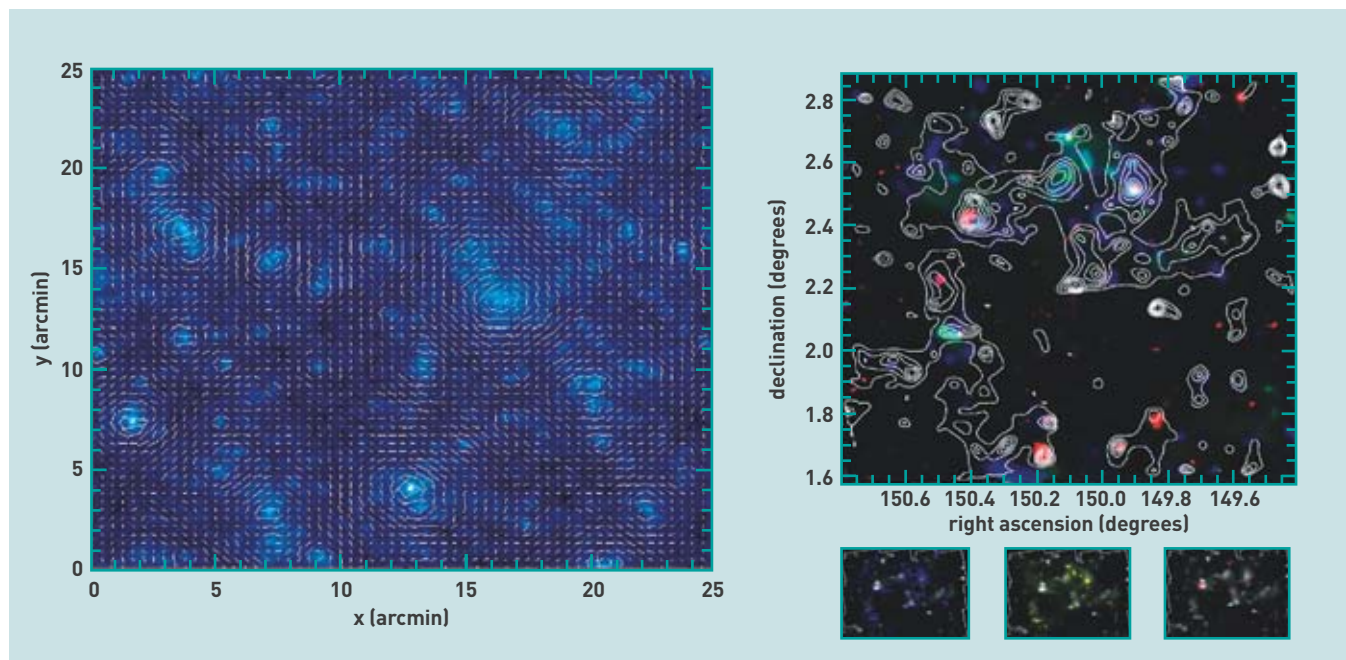 25
20
15
10
5
0
y (arcmin)
0 5 10 15 20 25
x (arcmin)
2.8
2.6
2.4
2.2
2.0
1.8
1.6
declination (degrees)
150.6 150.4 150.2 150.0 149.8 149.6
right ascension (degrees)